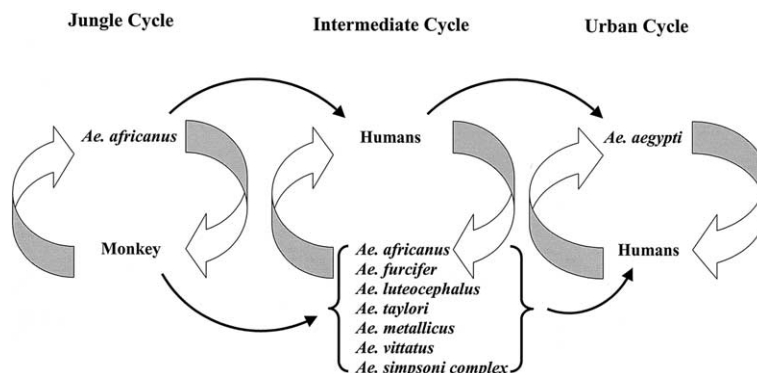 Jungle Cycle
Intermediate Cycle
Urban Cycle
Ae. africanus
Humans
Ae. aegypti
Monkey
Ae. africanus
Ae. furcifer
Ae. luteocephalus
Ae. taylori
Ae. metallicus
Ae. vittatus
Ae. simpsoni complex
Humans